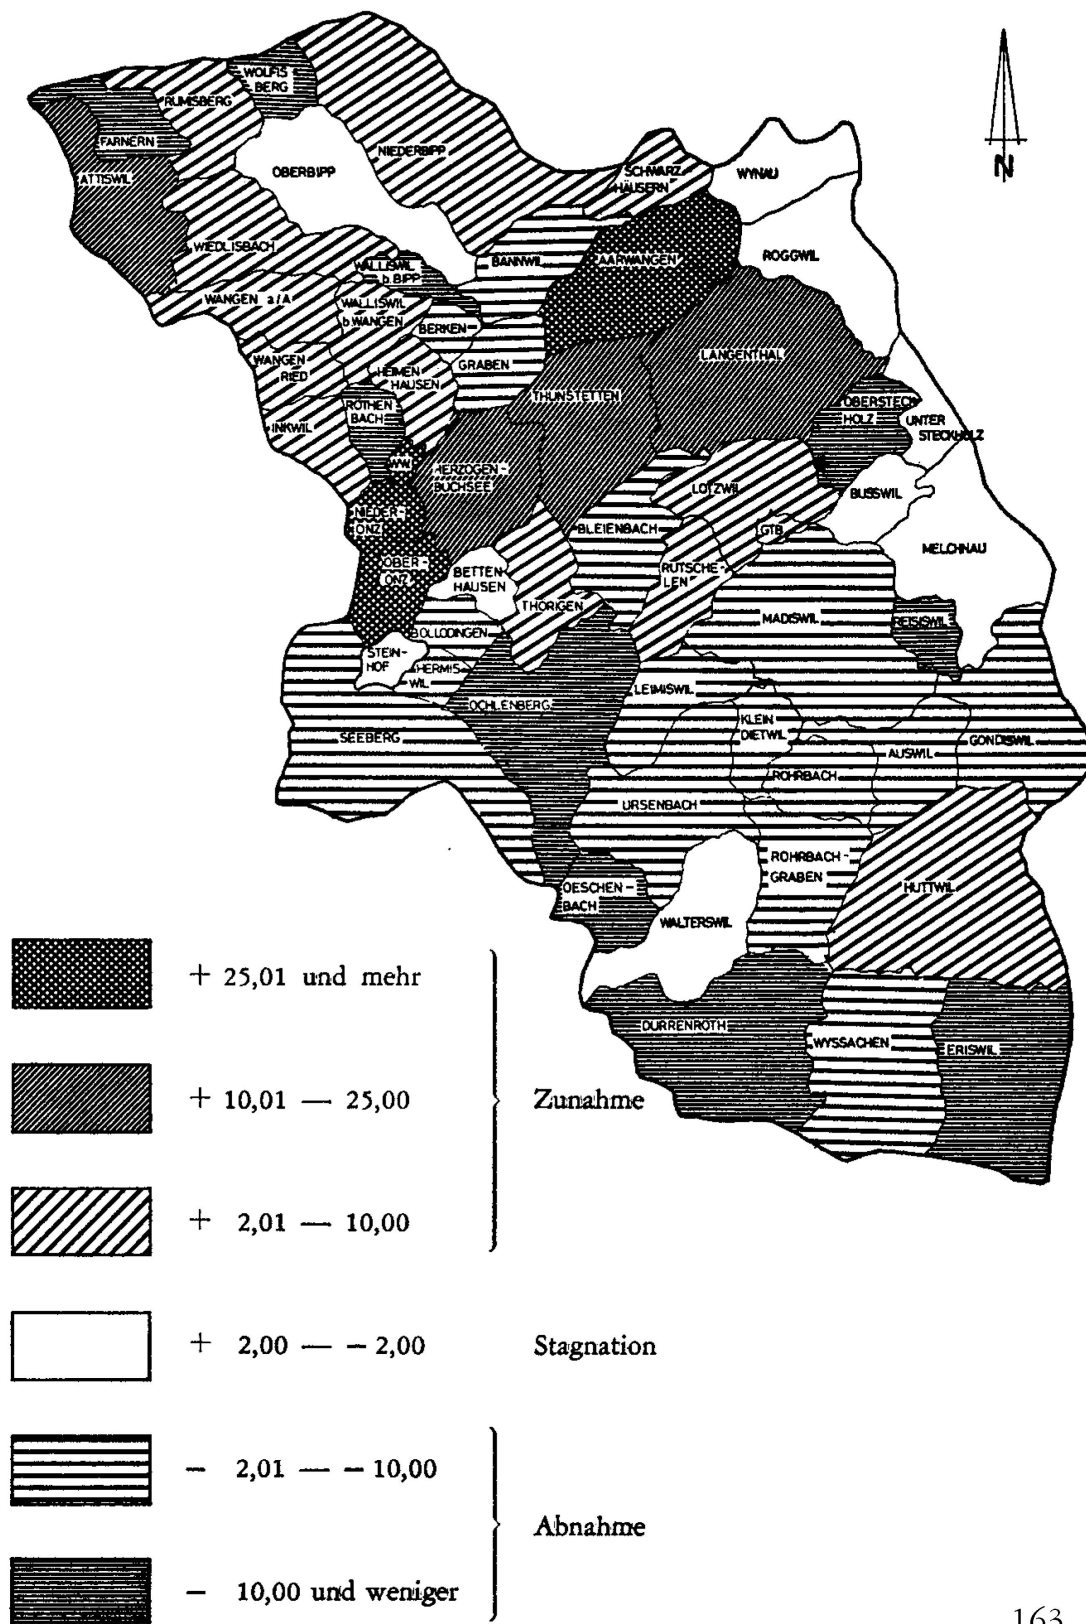 WOLFIS
BERG
RUMISBERG
FARNERN
NIEDERBIPP
OBERBIPP
SCHWARZ
HÄUSERN
WYNAU
N
ATTISWIL
WIEDLISBACH
BANNWIL
AARWANGEN
ROGGWIL
WALLISWIL
b. BIPP
WANGEN a/A
WALLISWIL
b. WANGEN
BERKEN
GRABEN
LANGENTHAL
WANGEN
RIED
HEIMEN
HAUSEN
THUNSTETTEN
RÖTHEN
BACH
OBERSTECK
HOLZ
UNTER
STECKHOLZ
INKWIL
WW
HERZOGEN-
BUCHSEE
LOTZWIL
BUSSWIL
NIEDER-
ÖNZ
BLEIENBACH
GTB
MELCHNAU
OBER-
ÖNZ
BETTEN
HAUSEN
RÜTSCHE-
LEN
THÖRIGEN
MADISWIL
REISISWIL
BOLLODINGEN
STEIN-
HOF
HERMIS
WIL
OCHLENBERG
LEIMISWIL
KLEIN
DIETWIL
SEEBERG
AUSWIL
GONDISWIL
ROHRBACH
URSENBACH
ROHRBACH-
GRABEN
OESCHEN-
BACH
HUTTWIL
WALTERSWIL
DÜRRENROTH
WYSSACHEN
ERISWIL
+ 25,01 und mehr
+ 10,01 — 25,00
Zunahme
+ 2,01 — 10,00
+ 2,00 — – 2,00
Stagnation
– 2,01 — – 10,00
Abnahme
– 10,00 und weniger
163